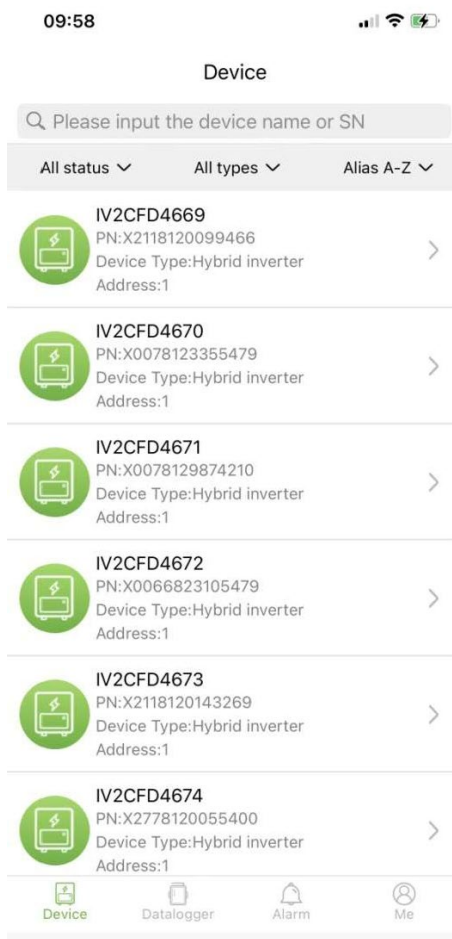 09:58
Device
Please input the device name or SN
All status All types Alias A-Z
IV2CFD4669
PN:X2118120099466
Device Type:Hybrid inverter
Address:1
IV2CFD4670
PN:X0078123355479
Device Type:Hybrid inverter
Address:1
IV2CFD4671
PN:X0078129874210
Device Type:Hybrid inverter
Address:1
IV2CFD4672
PN:X0066823105479
Device Type:Hybrid inverter
Address:1
IV2CFD4673
PN:X2118120143269
Device Type:Hybrid inverter
Address:1
IV2CFD4674
PN:X2778120055400
Device Type:Hybrid inverter
Address:1
Device Datalogger Alarm Me